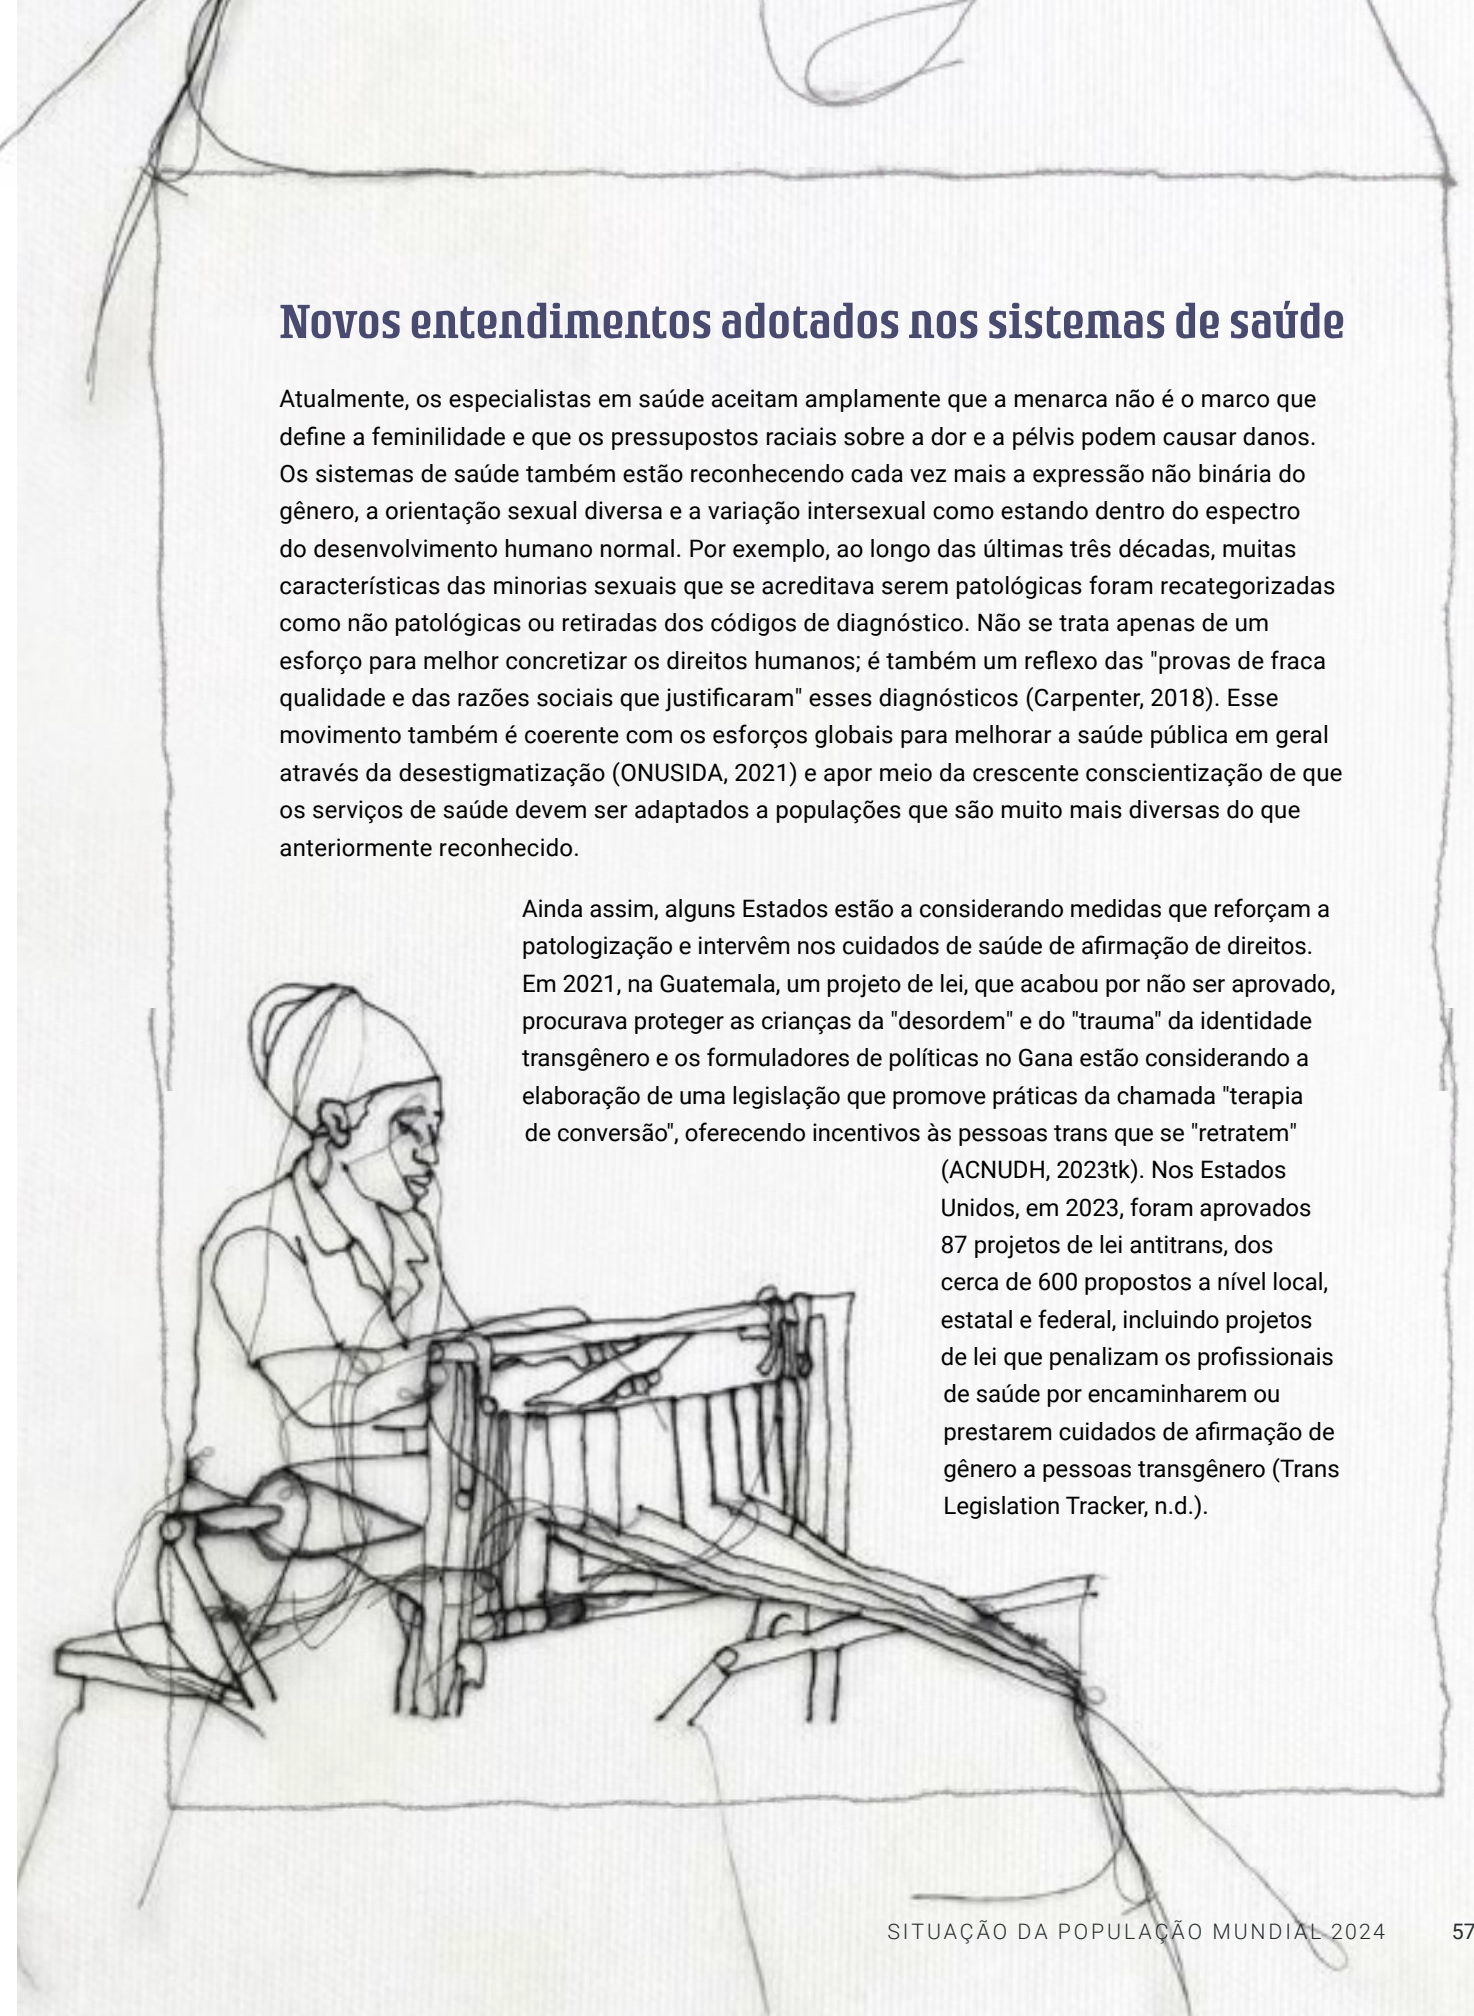 Novos entendimentos adotados nos sistemas de saúde
Atualmente, os especialistas em saúde aceitam amplamente que a menarca não é o marco que
define a feminilidade e que os pressupostos raciais sobre a dor e a pélvis podem causar danos.
Os sistemas de saúde também estão reconhecendo cada vez mais a expressão não binária do
gênero, a orientação sexual diversa e a variação intersexual como estando dentro do espectro
do desenvolvimento humano normal. Por exemplo, ao longo das últimas três décadas, muitas
características das minorias sexuais que se acreditava serem patológicas foram recategorizadas
como não patológicas ou retiradas dos códigos de diagnóstico. Não se trata apenas de um
esforço para melhor concretizar os direitos humanos; é também um reflexo das "provas de fraca
qualidade e das razões sociais que justificaram" esses diagnósticos (Carpenter, 2018). Esse
movimento também é coerente com os esforços globais para melhorar a saúde pública em geral
através da desestigmatização (ONUSIDA, 2021) e apor meio da crescente conscientização de que
os serviços de saúde devem ser adaptados a populações que são muito mais diversas do que
anteriormente reconhecido.
Ainda assim, alguns Estados estão a considerando medidas que reforçam a
patologização e intervêm nos cuidados de saúde de afirmação de direitos.
Em 2021, na Guatemala, um projeto de lei, que acabou por não ser aprovado,
procurava proteger as crianças da "desordem" e do "trauma" da identidade
transgênero e os formuladores de políticas no Gana estão considerando a
elaboração de uma legislação que promove práticas da chamada "terapia
de conversão", oferecendo incentivos às pessoas trans que se "retratem"
(ACNUDH, 2023tk). Nos Estados
Unidos, em 2023, foram aprovados
87 projetos de lei antitrans, dos
cerca de 600 propostos a nível local,
estatal e federal, incluindo projetos
de lei que penalizam os profissionais
de saúde por encaminharem ou
prestarem cuidados de afirmação de
gênero a pessoas transgênero (Trans
Legislation Tracker, n.d.).
SITUAÇÃO DA POPULAÇÃO MUNDIAL 2024 57